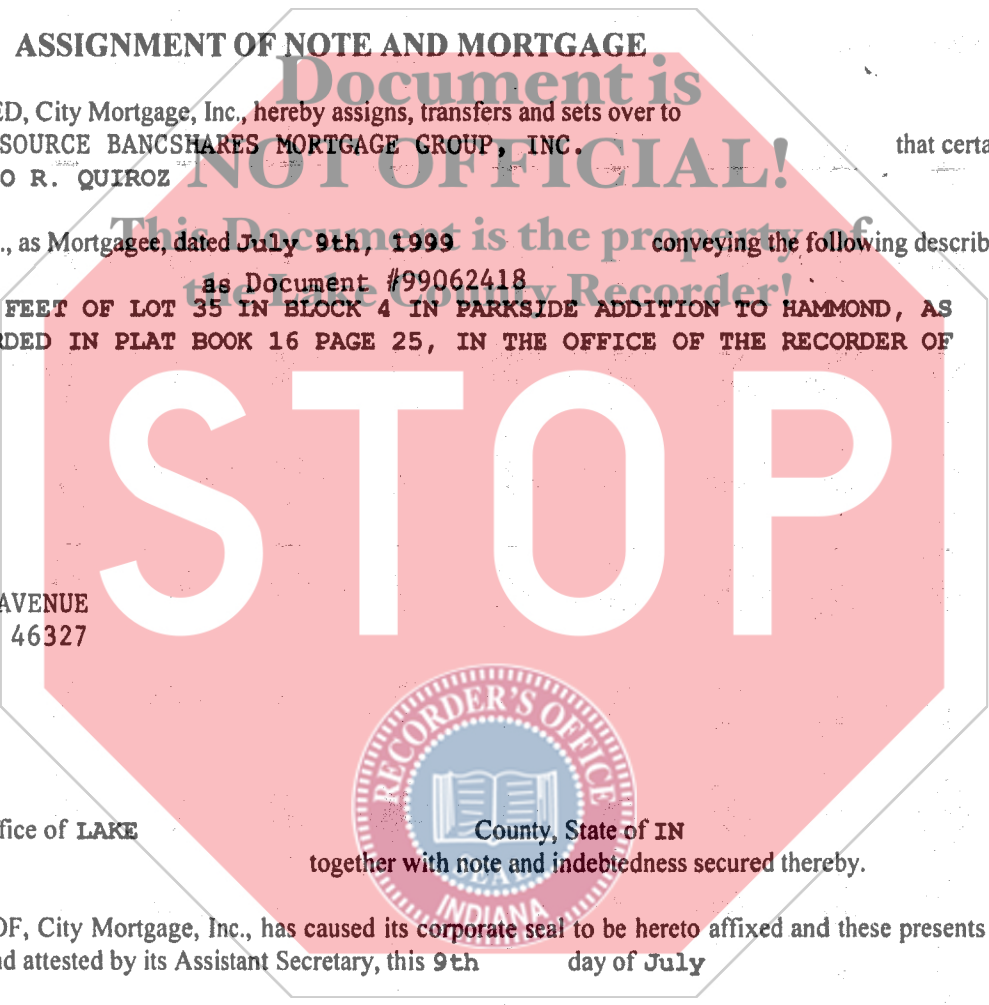 ASSIGNMENT OF NOTE AND MORTGAGE
Document is
ED, City Mortgage, Inc., hereby assigns, transfers and sets over to
SOURCE BANCSHARES MORTGAGE GROUP, INC. that certa
NOT OFFICIAL!
O R. QUIROZ
This Document is the property of
., as Mortgagee, dated July 9th, 1999 conveying the following describ
as Document #99062418
the Lake County Recorder!
FEET OF LOT 35 IN BLOCK 4 IN PARKSIDE ADDITION TO HAMMOND, AS
RDED IN PLAT BOOK 16 PAGE 25, IN THE OFFICE OF THE RECORDER OF
STOP
AVENUE
46327
RECORDER'S OFFICE
fice of LAKE County, State of IN
together with note and indebtedness secured thereby.
SEAL
INDIANA
OF, City Mortgage, Inc., has caused its corporate seal to be hereto affixed and these presents
nd attested by its Assistant Secretary, this 9th day of July